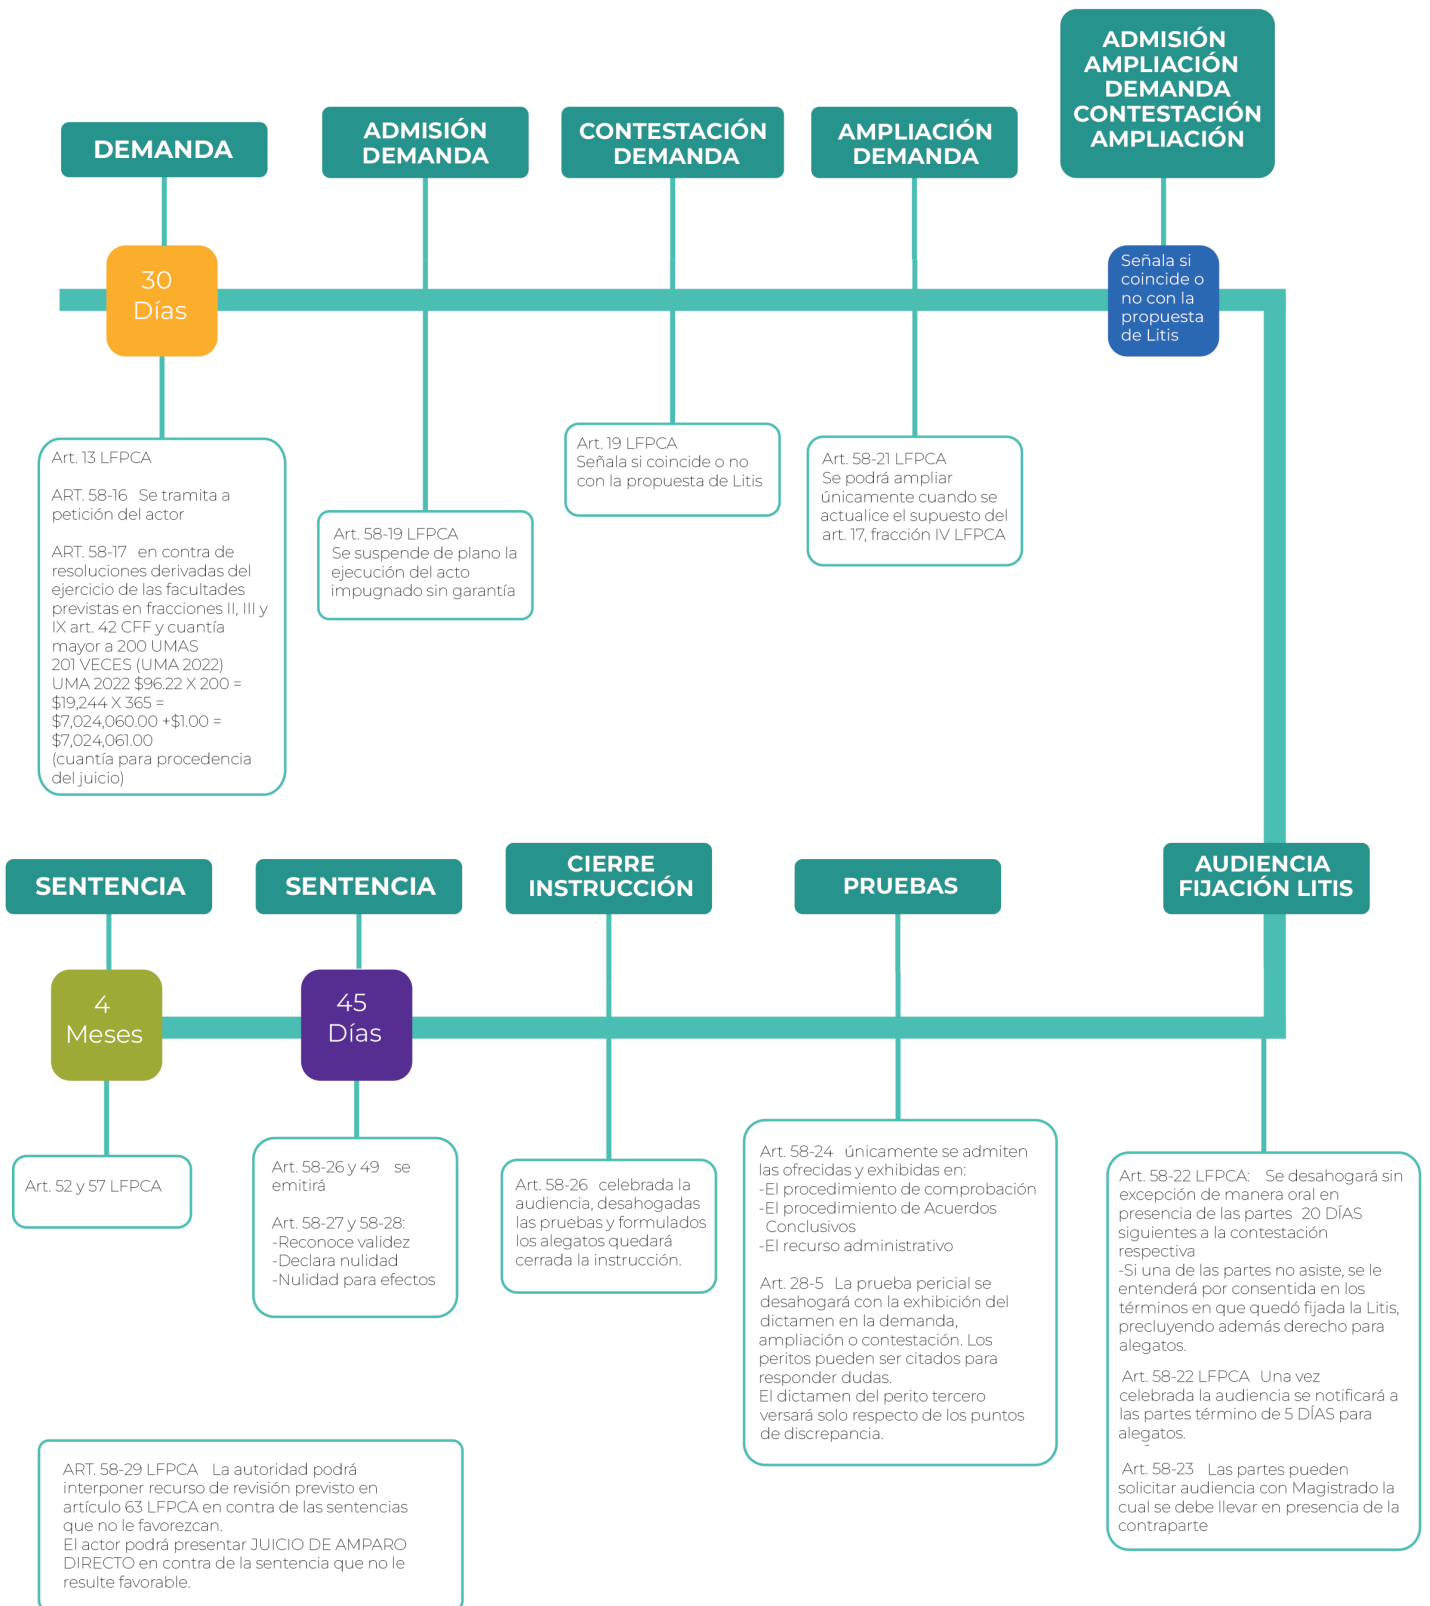 DEMANDA
30
Días
Art. 13 LFPCA
ART. 58-16 Se tramita a
petición del actor
ART. 58-17 en contra de
resoluciones derivadas del
ejercicio de las facultades
previstas en fracciones II, III y
IX art. 42 CFF y cuantía
mayor a 200 UMAS
201 VECES (UMA 2022)
UMA 2022 $96.22 X 200 =
$19,244 X 365 =
$7,024,060.00 +$1.00 =
$7,024,061.00
(cuantía para procedencia
del juicio)
ADMISIÓN
DEMANDA
Art. 58-19 LFPCA
Se suspende de plano la
ejecución del acto
impugnado sin garantía
CONTESTACIÓN
DEMANDA
Art. 19 LFPCA
Señala si coincide o no
con la propuesta de Litis
AMPLIACIÓN
DEMANDA
Art. 58-21 LFPCA
Se podrá ampliar
únicamente cuando se
actualice el supuesto del
art. 17, fracción IV LFPCA
ADMISIÓN
AMPLIACIÓN
DEMANDA
CONTESTACIÓN
AMPLIACIÓN
Señala si
coincide o
no con la
propuesta
de Litis
AUDIENCIA
FIJACIÓN LITIS
Art. 58-22 LFPCA: Se desahogará sin
excepción de manera oral en
presencia de las partes 20 DÍAS
siguientes a la contestación
respectiva
-Si una de las partes no asiste, se le
entenderá por consentida en los
términos en que quedó fijada la Litis,
precluyendo además derecho para
alegatos.
Art. 58-22 LFPCA Una vez
celebrada la audiencia se notificará a
las partes término de 5 DÍAS para
alegatos.
Art. 58-23 Las partes pueden
solicitar audiencia con Magistrado la
cual se debe llevar en presencia de la
contraparte
PRUEBAS
Art. 58-24 únicamente se admiten
las ofrecidas y exhibidas en:
-El procedimiento de comprobación
-El procedimiento de Acuerdos
Conclusivos
-El recurso administrativo
Art. 28-5 La prueba pericial se
desahogará con la exhibición del
dictamen en la demanda,
ampliación o contestación. Los
peritos pueden ser citados para
responder dudas.
El dictamen del perito tercero
versará solo respecto de los puntos
de discrepancia.
CIERRE
INSTRUCCIÓN
Art. 58-26 celebrada la
audiencia, desahogadas
las pruebas y formulados
los alegatos quedará
cerrada la instrucción.
SENTENCIA
45
Días
Art. 58-26 y 49 se
emitirá
Art. 58-27 y 58-28:
-Reconoce validez
-Declara nulidad
-Nulidad para efectos
SENTENCIA
4
Meses
Art. 52 y 57 LFPCA
ART. 58-29 LFPCA La autoridad podrá
interponer recurso de revisión previsto en
artículo 63 LFPCA en contra de las sentencias
que no le favorezcan.
El actor podrá presentar JUICIO DE AMPARO
DIRECTO en contra de la sentencia que no le
resulte favorable.